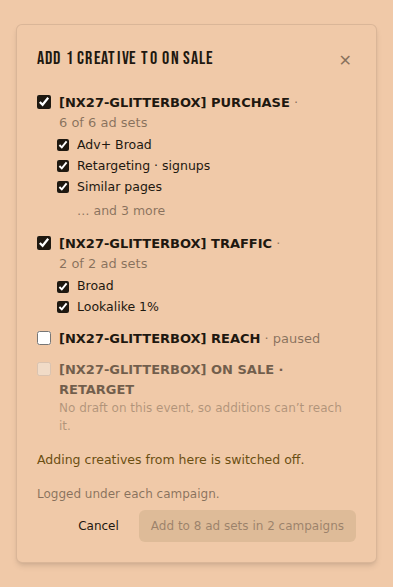 ADD 1 CREATIVE TO ON SALE ×
[NX27-GLITTERBOX] PURCHASE ·
6 of 6 ad sets
Adv+ Broad
Retargeting · signups
Similar pages
… and 3 more
[NX27-GLITTERBOX] TRAFFIC ·
2 of 2 ad sets
Broad
Lookalike 1%
[NX27-GLITTERBOX] REACH · paused
[NX27-GLITTERBOX] ON SALE ·
RETARGET
No draft on this event, so additions can’t reach
it.
Adding creatives from here is switched off.
Logged under each campaign.
Cancel Add to 8 ad sets in 2 campaigns